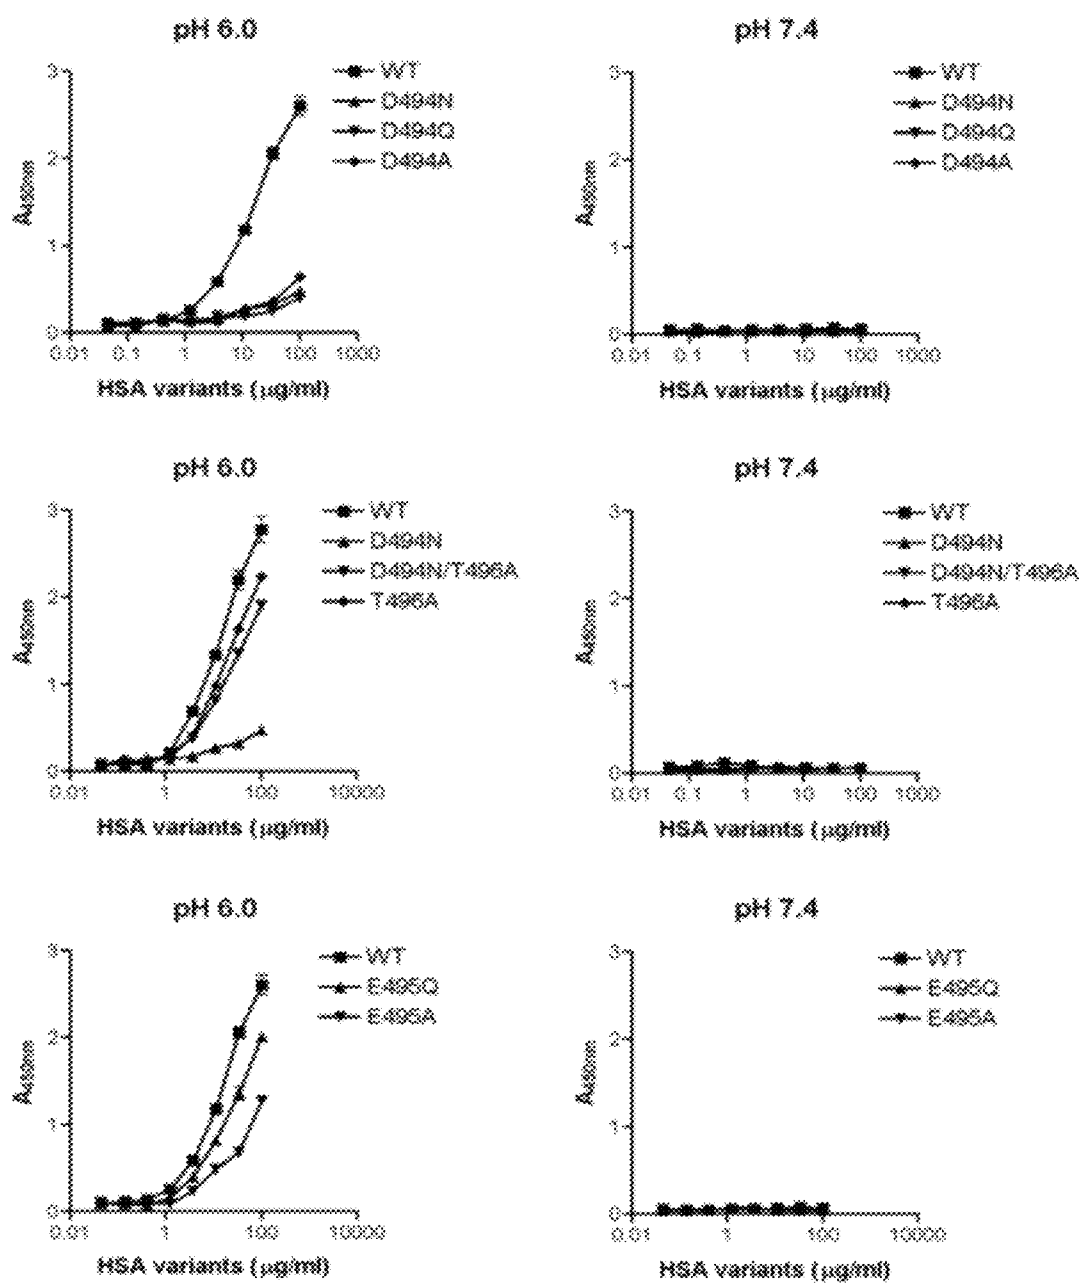 pH 6.0
3
2
1
0
A450nm
0.01 0.1 1 10 100 1000
HSA variants (μg/ml)
WT
D494N
D494Q
D494A
pH 7.4
3
2
1
0
A450nm
0.01 0.1 1 10 100 1000
HSA variants (μg/ml)
WT
D494N
D494Q
D494A
pH 6.0
3
2
1
0
A450nm
0.01 1 100 10000
HSA variants (μg/ml)
WT
D494N
D494N/T496A
T496A
pH 7.4
3
2
1
0
A450nm
0.01 0.1 1 10 100 1000
HSA variants (μg/ml)
WT
D494N
D494N/T496A
T496A
pH 6.0
3
2
1
0
A450nm
0.01 1 100 10000
HSA variants (μg/ml)
WT
E495Q
E495A
pH 7.4
3
2
1
0
A450nm
0.01 1 100 10000
HSA variants (μg/ml)
WT
E495Q
E495A